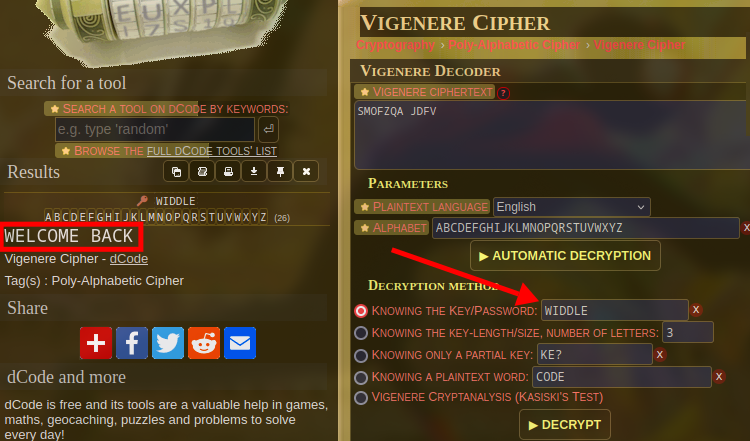 EUXPL
Search for a tool
★ SEARCH A TOOL ON DCODE BY KEYWORDS:
e.g. type 'random'
★ BROWSE THE FULL DCODE TOOLS' LIST
Results
WIDDLE
ABCDEFGHIJKLMNOPQRSTUVWXYZ (26)
WELCOME BACK
Vigenere Cipher - dCode
Tag(s) : Poly-Alphabetic Cipher
Share
dCode and more
dCode is free and its tools are a valuable help in games,
maths, geocaching, puzzles and problems to solve
every day!
VIGENERE CIPHER
Cryptography › Poly-Alphabetic Cipher › Vigenere Cipher
VIGENERE DECODER
★ VIGENERE CIPHERTEXT ?
SMOFZQA JDFV
PARAMETERS
★ PLAINTEXT LANGUAGE English
★ ALPHABET ABCDEFGHIJKLMNOPQRSTUVWXYZ X
▶ AUTOMATIC DECRYPTION
DECRYPTION METHOD
KNOWING THE KEY/PASSWORD: WIDDLE X
KNOWING THE KEY-LENGTH/SIZE, NUMBER OF LETTERS: 3
KNOWING ONLY A PARTIAL KEY: KE? X
KNOWING A PLAINTEXT WORD: CODE X
VIGENERE CRYPTANALYSIS (KASISKI'S TEST)
▶ DECRYPT